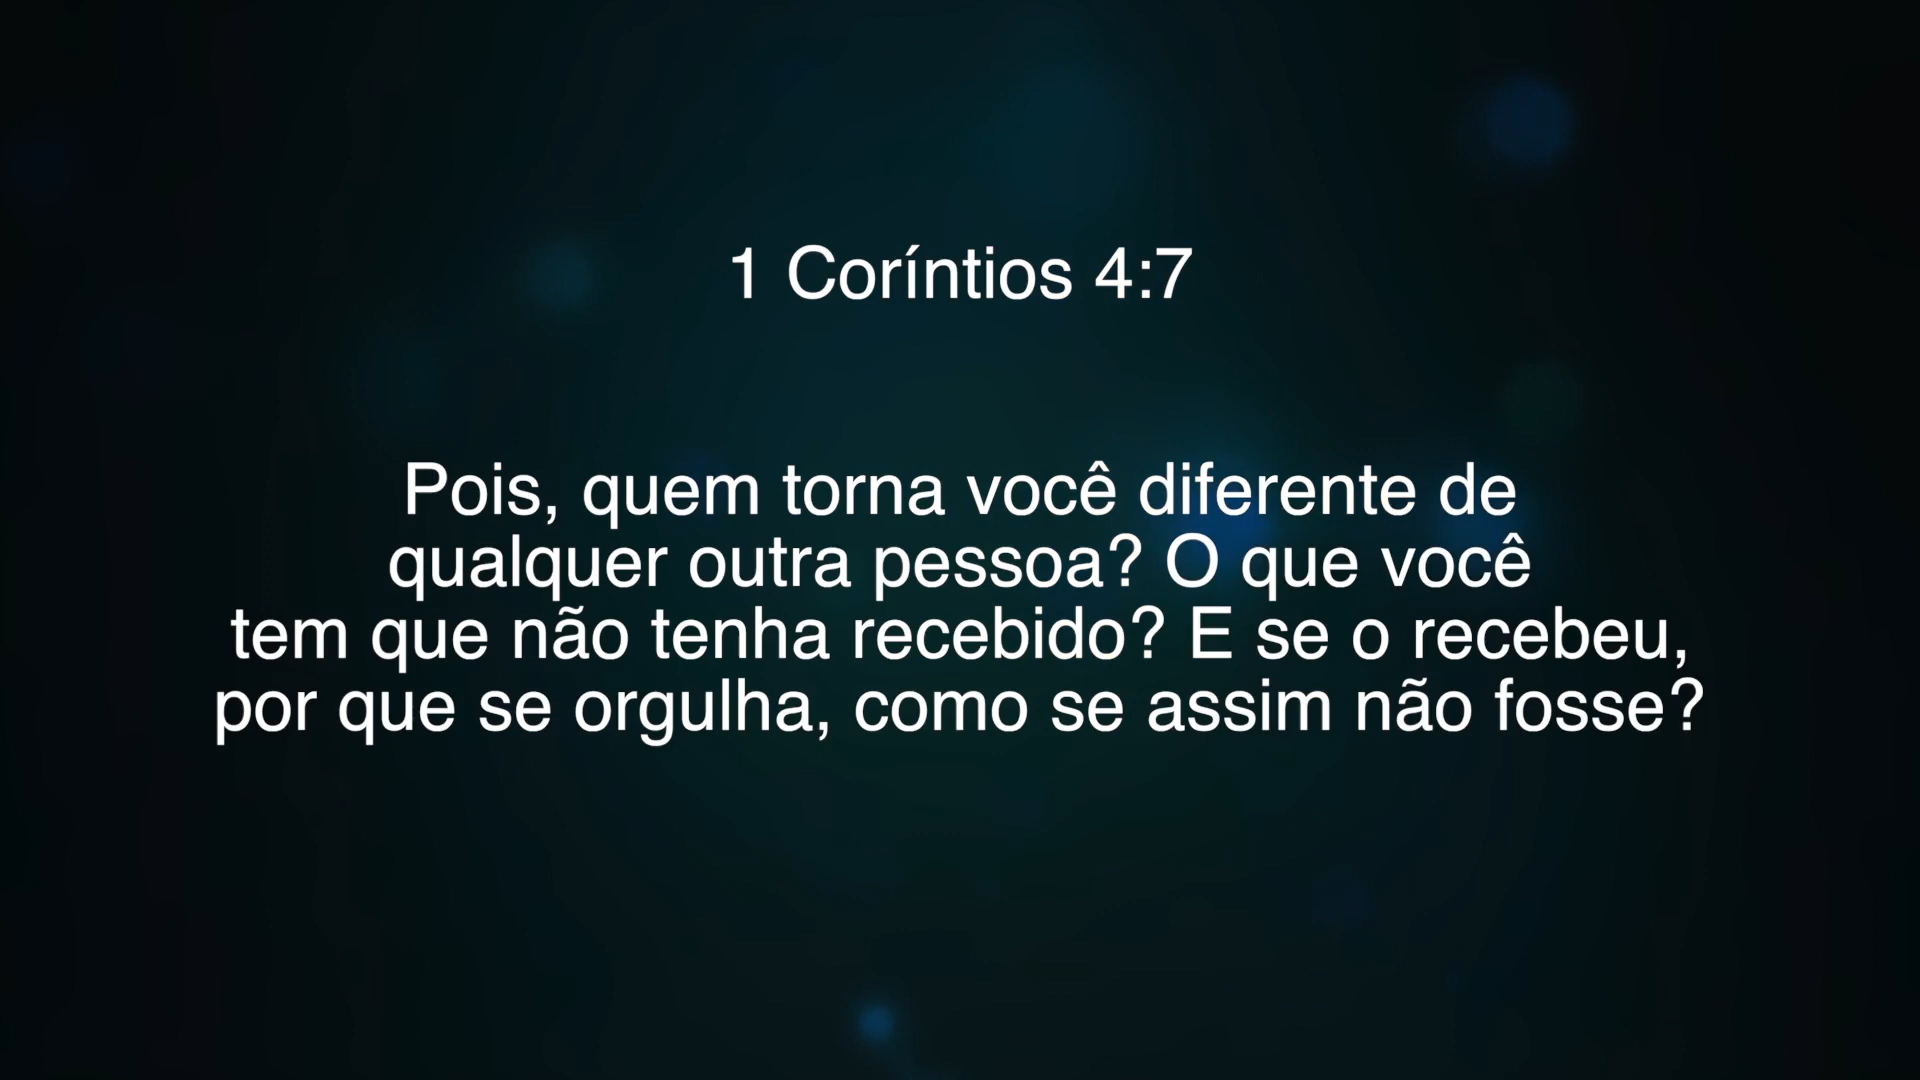 1 Coríntios 4:7
Pois, quem torna você diferente de
qualquer outra pessoa? O que você
tem que não tenha recebido? E se o recebeu,
por que se orgulha, como se assim não fosse?